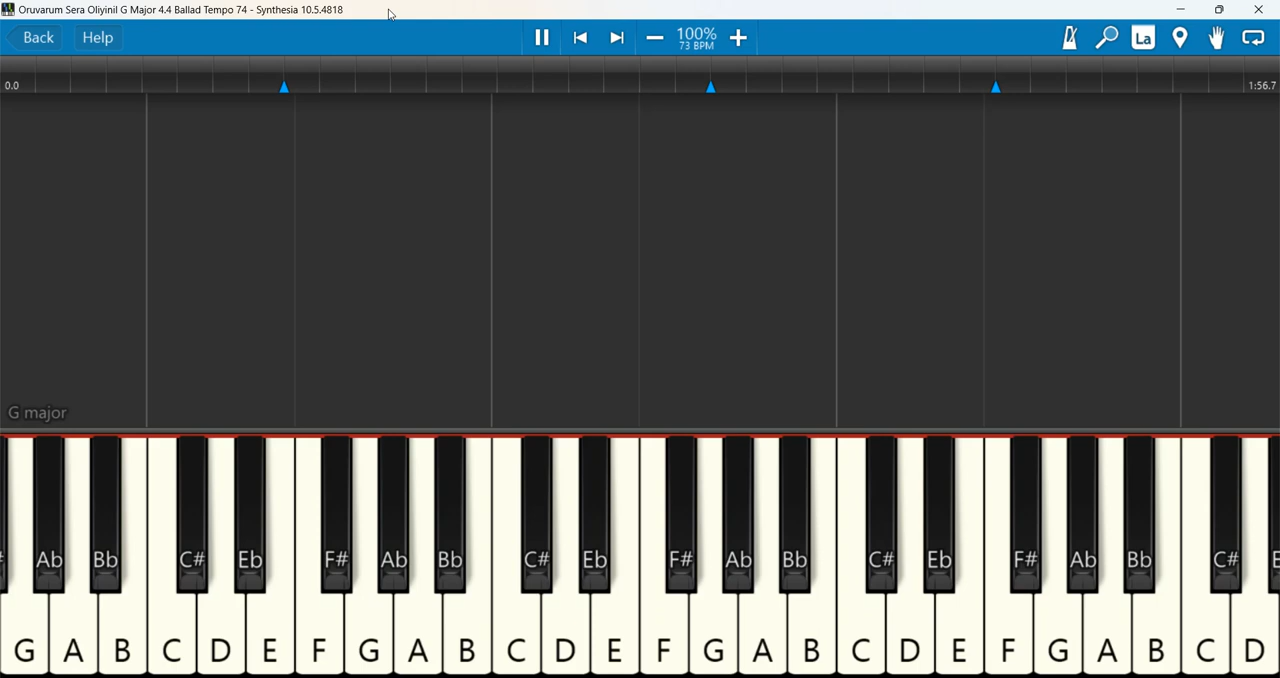 Oruvarum Sera Oliyinil G Major 4.4 Ballad Tempo 74 - Synthesia 10.5.4818
Back Help 100% La
73 BPM
0.0 1:56.7
G major
Ab Bb C# Eb F# Ab Bb C# Eb F# Ab Bb C# Eb F# Ab Bb C#
G A B C D E F G A B C D E F G A B C D E F G A B C D